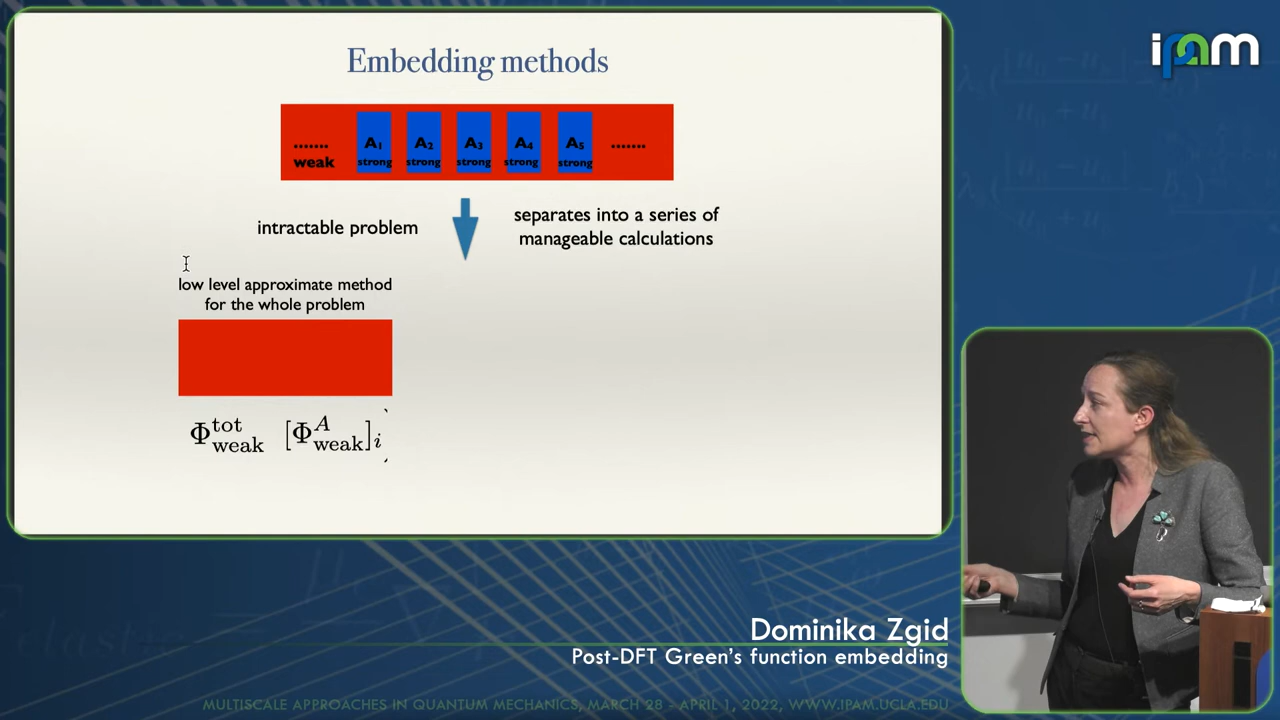 Embedding methods
.......
weak
A1
strong
A2
strong
A3
strong
A4
strong
A5
strong
.......
intractable problem
separates into a series of
manageable calculations
low level approximate method
for the whole problem
Φ^tot_weak [Φ^A_weak]_i
ipam
Dominika Zgid
Post-DFT Green's function embedding
MULTISCALE APPROACHES IN QUANTUM MECHANICS, MARCH 28 - APRIL 1, 2022, WWW.IPAM.UCLA.EDU